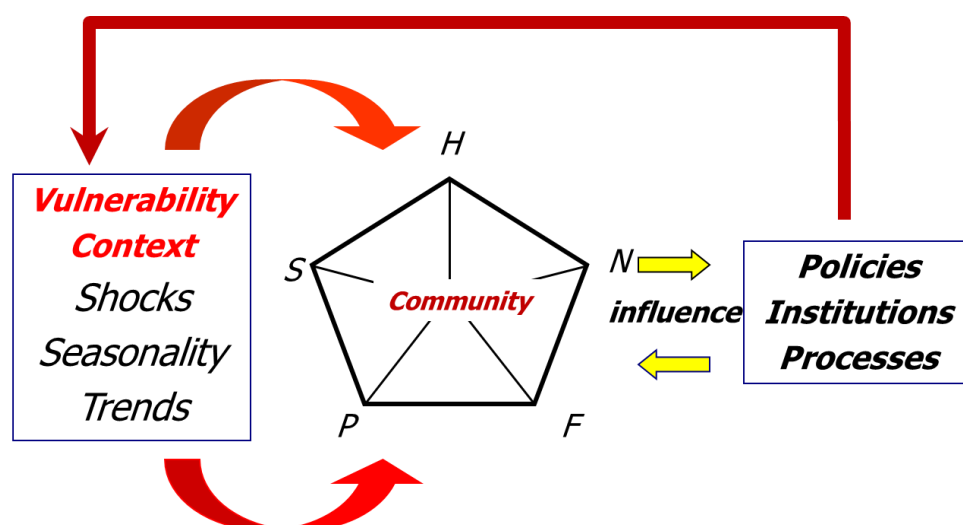 Vulnerability
Context
Shocks
Seasonality
Trends
H
S
N
Community
P
F
influence
Policies
Institutions
Processes